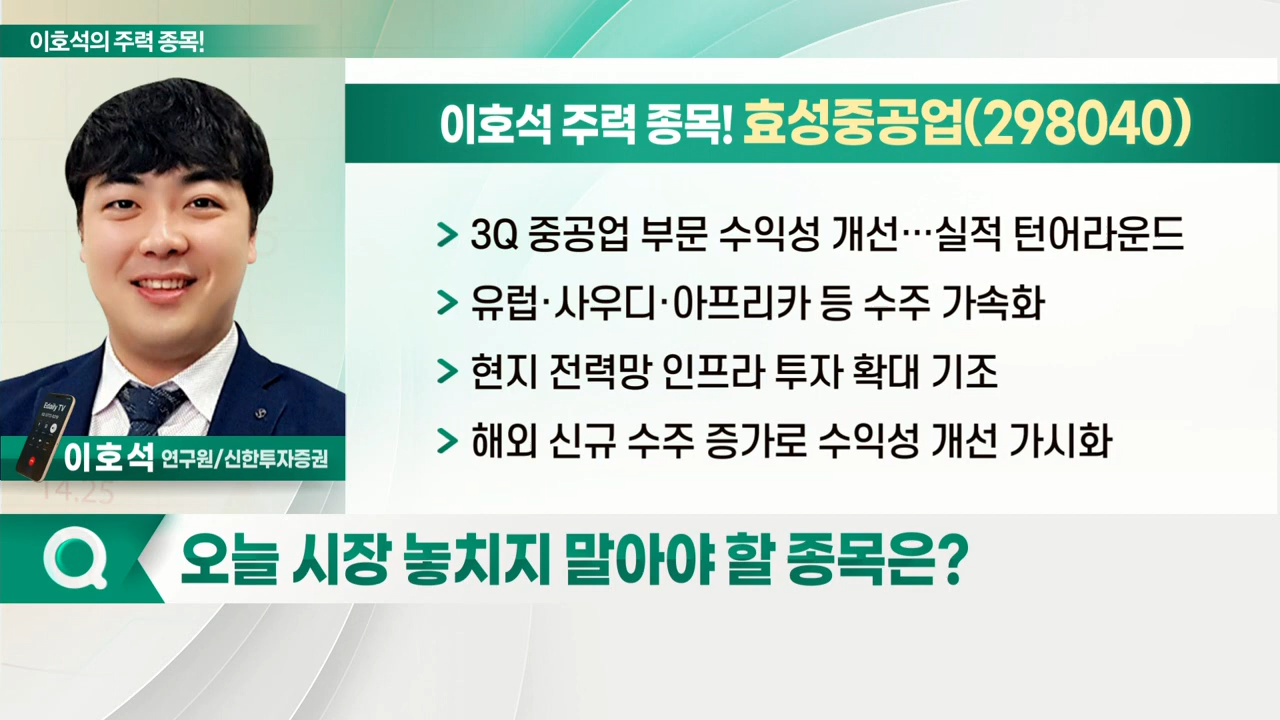 이호석의 주력 종목!
이호석 주력 종목! 효성중공업(298040)
> 3Q 중공업 부문 수익성 개선…실적 턴어라운드
> 유럽·사우디·아프리카 등 수주 가속화
> 현지 전력망 인프라 투자 확대 기조
> 해외 신규 수주 증가로 수익성 개선 가시화
Edaily TV
이호석 연구원/신한투자증권
14.25
Q 오늘 시장 놓치지 말아야 할 종목은?